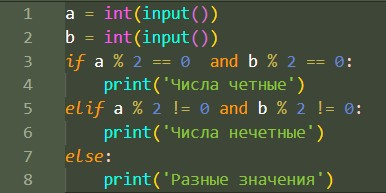 1 a = int(input())
2 b = int(input())
3 if a % 2 == 0  and b % 2 == 0:
4     print('Числа четные')
5 elif a % 2 != 0 and b % 2 != 0:
6     print('Числа нечетные')
7 else:
8     print('Разные значения')